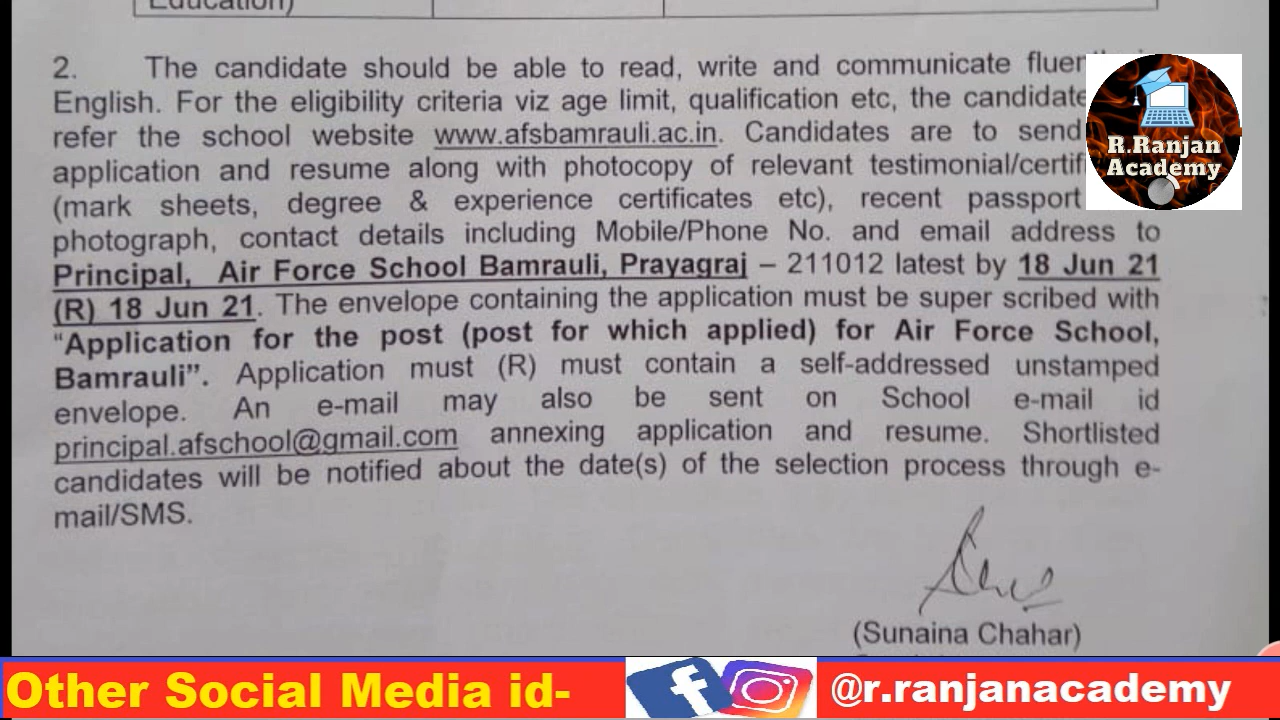 Education)
2. The candidate should be able to read, write and communicate
English. For the eligibility criteria viz age limit, qualification etc, the candidate
refer the school website www.afsbamrauli.ac.in. Candidates are to send
application and resume along with photocopy of relevant testimonial/certif
(mark sheets, degree & experience certificates etc), recent passport
photograph, contact details including Mobile/Phone No. and email address to
Principal, Air Force School Bamrauli, Prayagraj – 211012 latest by 18 Jun 21
(R) 18 Jun 21. The envelope containing the application must be super scribed with
“Application for the post (post for which applied) for Air Force School,
Bamrauli”. Application must (R) must contain a self-addressed unstamped
envelope. An e-mail may also be sent on School e-mail id
principal.afschool@gmail.com annexing application and resume. Shortlisted
candidates will be notified about the date(s) of the selection process through e-
mail/SMS.
(Sunaina Chahar)
R.Ranjan
Academy
Other Social Media id-
@r.ranjanacademy